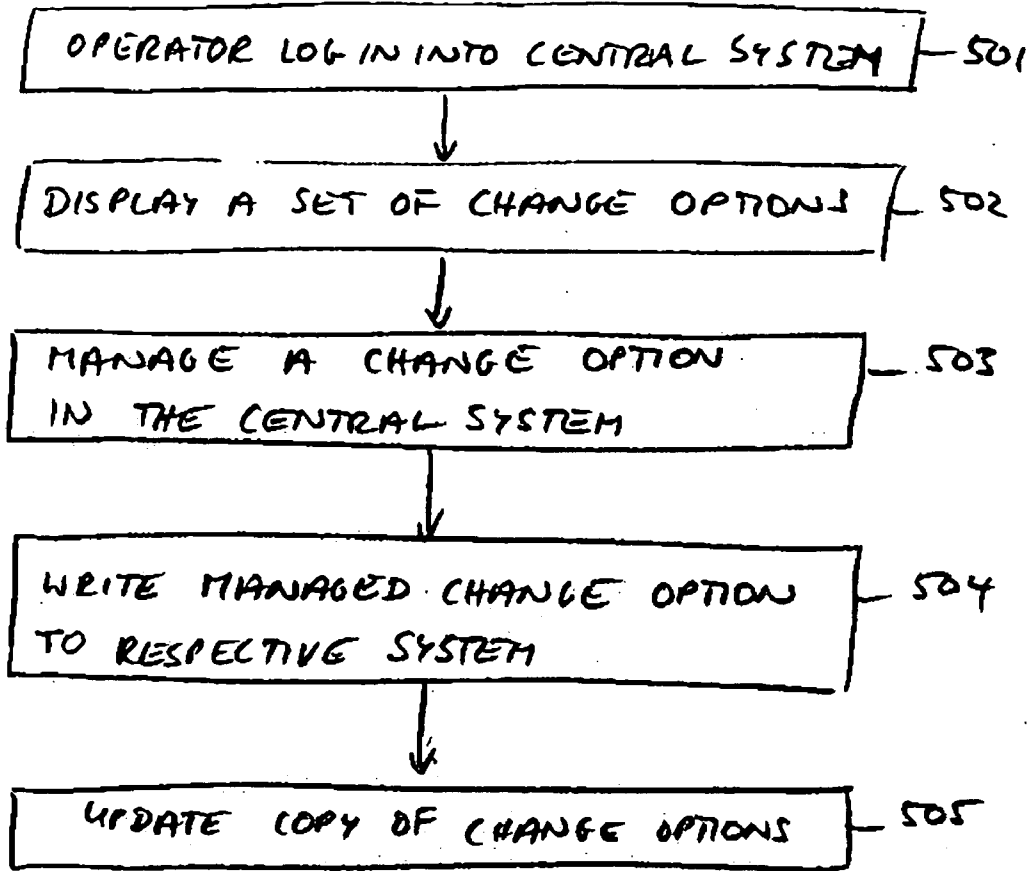 OPERATOR LOG IN INTO CENTRAL SYSTEM 501
DISPLAY A SET OF CHANGE OPTIONS 502
MANAGE A CHANGE OPTION 503
IN THE CENTRAL SYSTEM
WRITE MANAGED CHANGE OPTION 504
TO RESPECTIVE SYSTEM
UPDATE COPY OF CHANGE OPTIONS 505